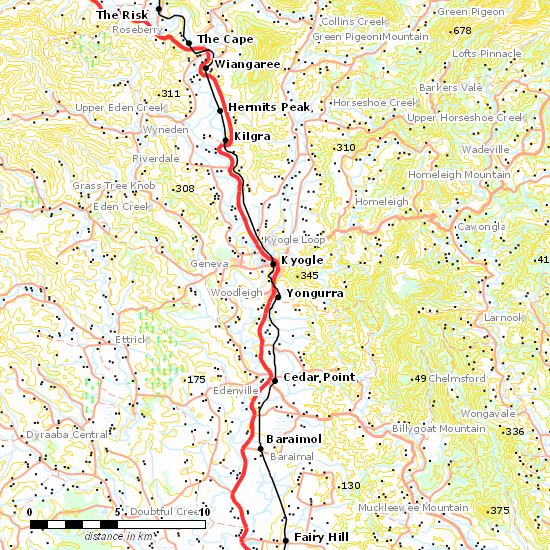 Green Pigeon
The Risk
Collins Creek
Roseberry
678
The Cape
Green Pigeon Mountain
Lofts Pinnacle
Wiangaree
Barkers Vale
311
Upper Eden Creek
Hermits Peak
Horseshoe Creek
Upper Horseshoe Creek
Wyneden
Kilgra
310
Wadeville
Riverdale
Homeleigh Mountain
Grass Tree Knob
308
Eden Creek
Homeleigh
Cawongla
Kyogle Loop
Geneva
Kyogle
41
345
Woodleigh
Yongurra
Larnook
Ettrick
175
Cedar Point
49
Chelmsford
Edenville
Wongavale
Billygoat Mountain
336
Dyraaba Central
Baraimol
Baraimal
130
0 5 10
Doubtful Creek
Muckleewee Mountain
375
distance in km
Fairy Hill